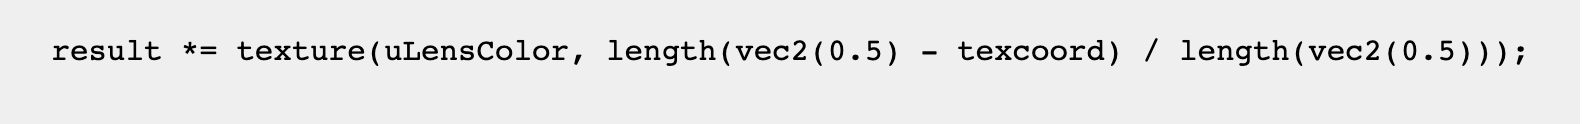 result *= texture(uLensColor, length(vec2(0.5) - texcoord) / length(vec2(0.5)));